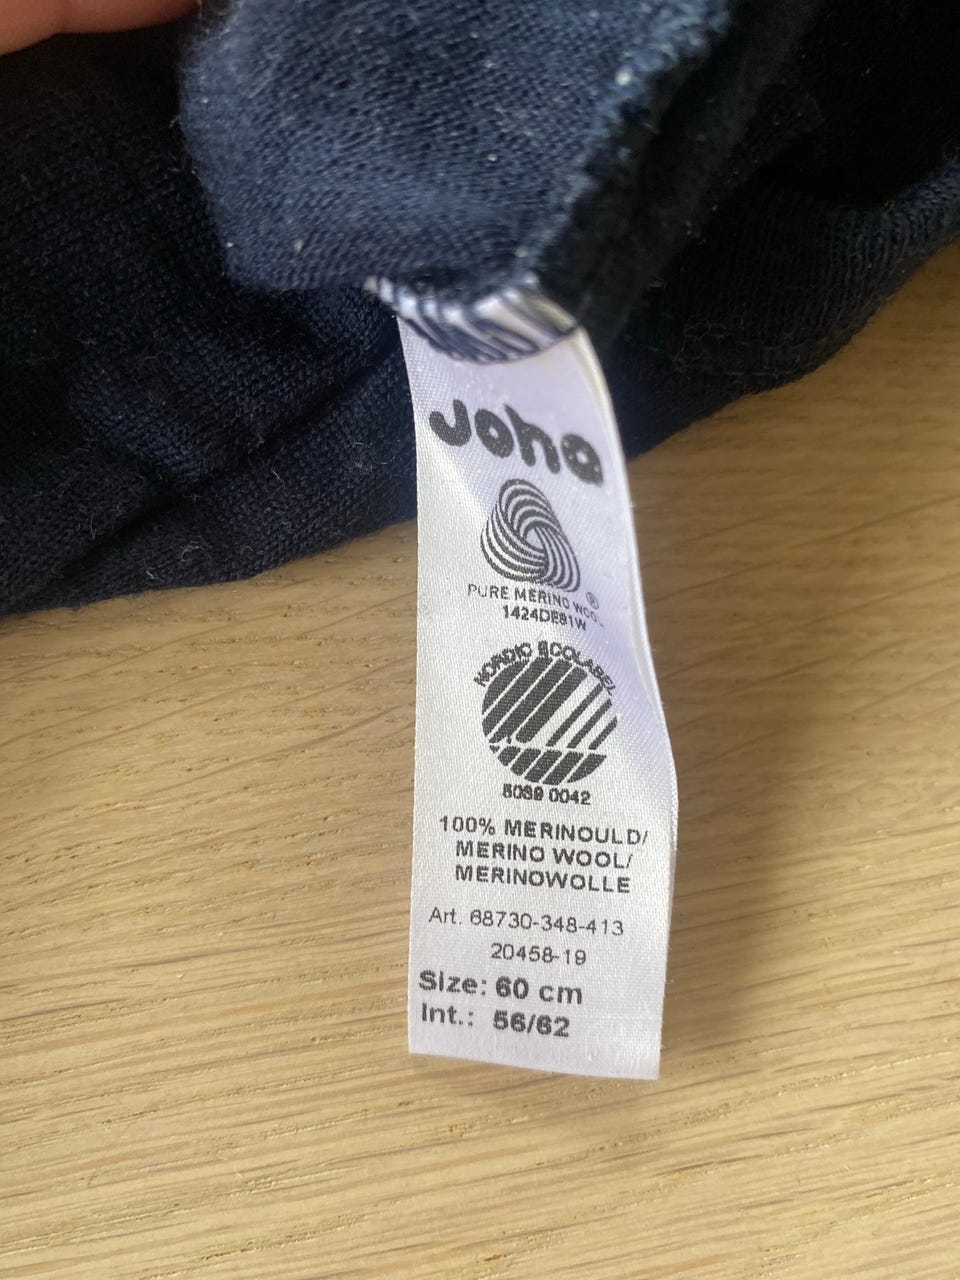 Joha
PURE MERINO WOOL ®
1424DE81W
NORDIC ECOLABEL
5089 0042
100% MERINOULD/
MERINO WOOL/
MERINOWOLLE
Art. 68730-348-413
20458-19
Size: 60 cm
Int.: 56/62